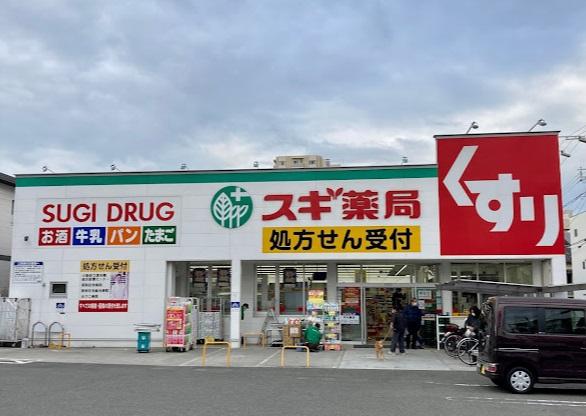 くすり
スギ薬局
SUGI DRUG
お酒 牛乳 パン たまご
処方せん受付
処方せん受付